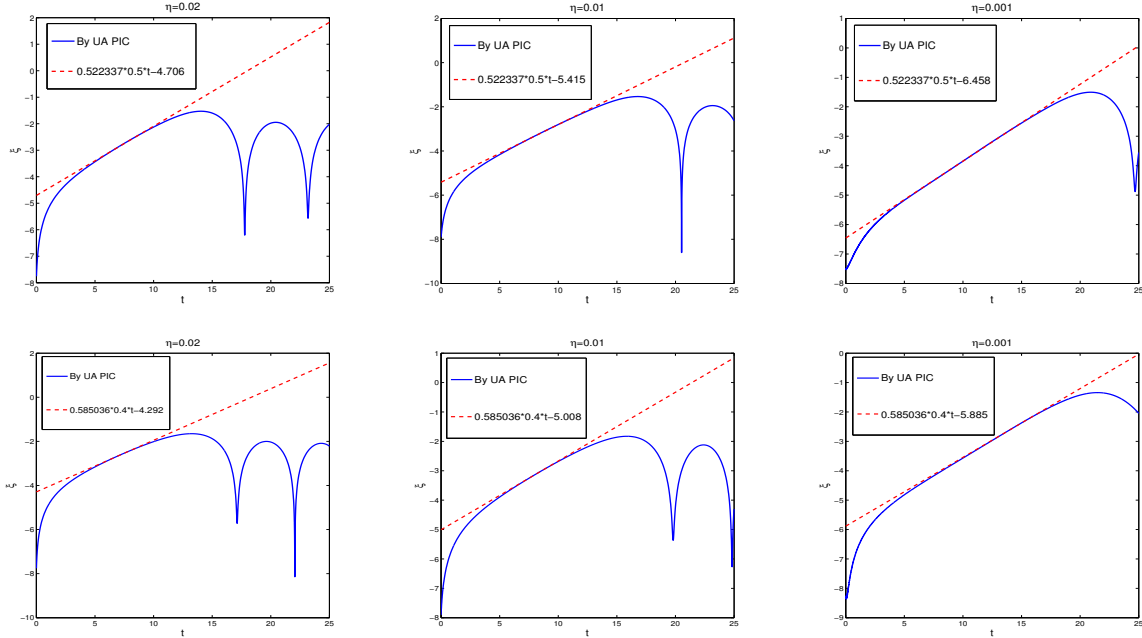 η=0.02
2
1
0
−1
−2
−3
−4
−5
−6
−7
−8
ξ
By UA PIC
0.522337*0.5*t−4.706
0 5 10 15 20 25
t
η=0.01
2
0
−2
−4
−6
−8
−10
ξ
By UA PIC
0.522337*0.5*t−5.415
0 5 10 15 20 25
t
η=0.001
1
0
−1
−2
−3
−4
−5
−6
−7
−8
ξ
By UA PIC
0.522337*0.5*t−6.458
0 5 10 15 20 25
t
η=0.02
2
0
−2
−4
−6
−8
−10
ξ
By UA PIC
0.585036*0.4*t−4.292
0 5 10 15 20 25
t
η=0.01
1
0
−1
−2
−3
−4
−5
−6
−7
−8
ξ
By UA PIC
0.585036*0.4*t−5.008
0 5 10 15 20 25
t
η=0.001
0
−1
−2
−3
−4
−5
−6
−7
−8
−9
ξ
By UA PIC
0.585036*0.4*t−5.885
0 5 10 15 20 25
t